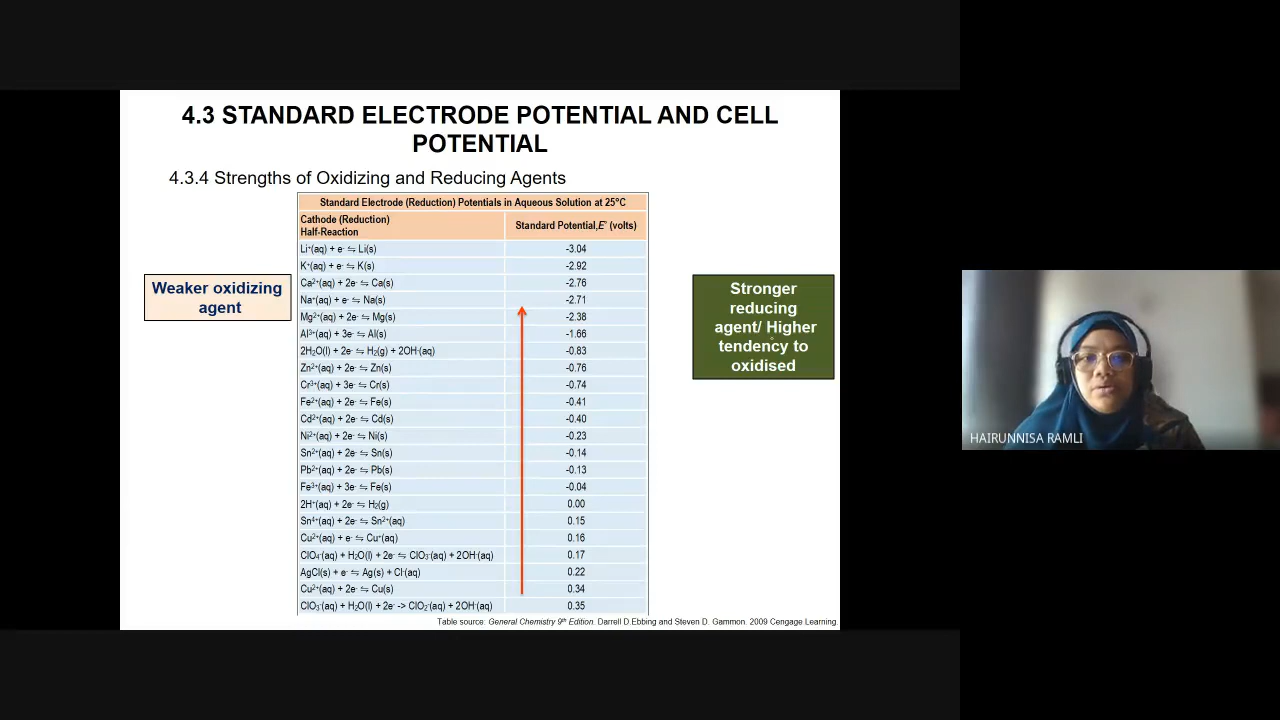 4.3 STANDARD ELECTRODE POTENTIAL AND CELL
POTENTIAL
4.3.4 Strengths of Oxidizing and Reducing Agents
Standard Electrode (Reduction) Potentials in Aqueous Solution at 25°C
Cathode (Reduction)
Half-Reaction
Standard Potential, E° (volts)
Li⁺(aq) + e⁻ ⇋ Li(s) -3.04
K⁺(aq) + e⁻ ⇋ K(s) -2.92
Ca²⁺(aq) + 2e⁻ ⇋ Ca(s) -2.76
Na⁺(aq) + e⁻ ⇋ Na(s) -2.71
Mg²⁺(aq) + 2e⁻ ⇋ Mg(s) -2.38
Al³⁺(aq) + 3e⁻ ⇋ Al(s) -1.66
2H₂O(l) + 2e⁻ ⇋ H₂(g) + 2OH⁻(aq) -0.83
Zn²⁺(aq) + 2e⁻ ⇋ Zn(s) -0.76
Cr³⁺(aq) + 3e⁻ ⇋ Cr(s) -0.74
Fe²⁺(aq) + 2e⁻ ⇋ Fe(s) -0.41
Cd²⁺(aq) + 2e⁻ ⇋ Cd(s) -0.40
Ni²⁺(aq) + 2e⁻ ⇋ Ni(s) -0.23
Sn²⁺(aq) + 2e⁻ ⇋ Sn(s) -0.14
Pb²⁺(aq) + 2e⁻ ⇋ Pb(s) -0.13
Fe³⁺(aq) + 3e⁻ ⇋ Fe(s) -0.04
2H⁺(aq) + 2e⁻ ⇋ H₂(g) 0.00
Sn⁴⁺(aq) + 2e⁻ ⇋ Sn²⁺(aq) 0.15
Cu²⁺(aq) + e⁻ ⇋ Cu⁺(aq) 0.16
ClO₄⁻(aq) + H₂O(l) + 2e⁻ ⇋ ClO₃⁻(aq) + 2OH⁻(aq) 0.17
AgCl(s) + e⁻ ⇋ Ag(s) + Cl⁻(aq) 0.22
Cu²⁺(aq) + 2e⁻ ⇋ Cu(s) 0.34
ClO₃⁻(aq) + H₂O(l) + 2e⁻ -> ClO₂⁻(aq) + 2OH⁻(aq) 0.35
Weaker oxidizing
agent
Stronger
reducing
agent/ Higher
tendency to
oxidised
Table source: General Chemistry 9th Edition. Darrell D.Ebbing and Steven D. Gammon. 2009 Cengage Learning.
HAIRUNNISA RAMLI